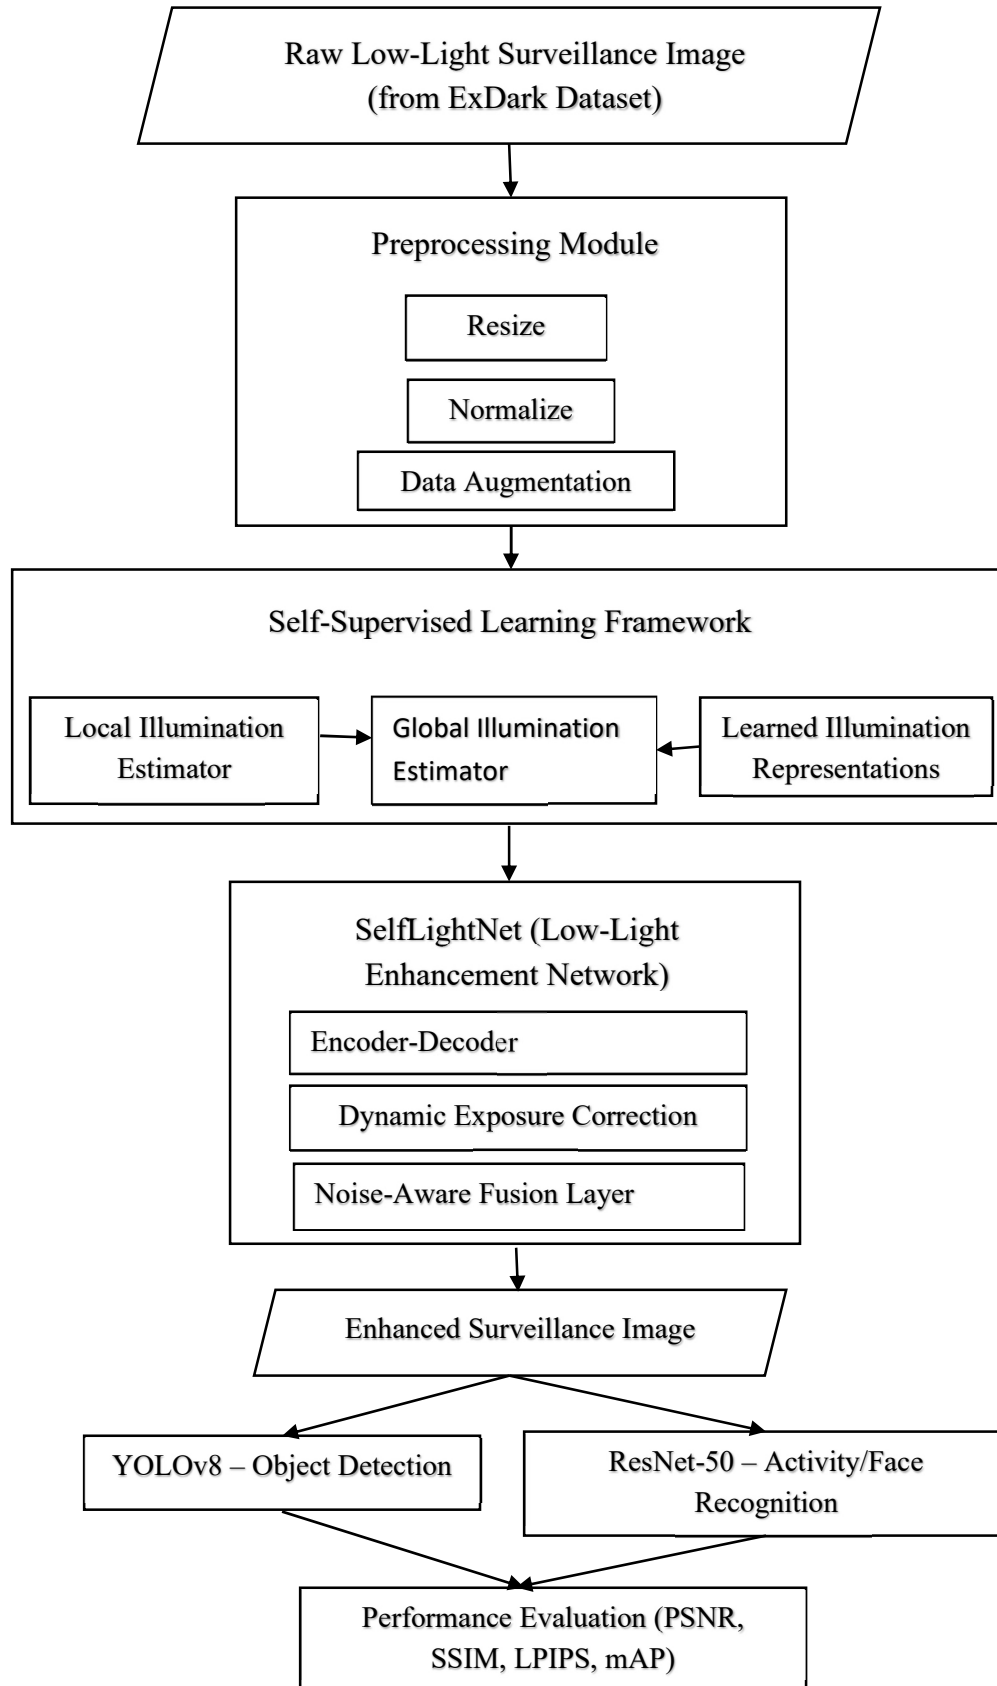 Raw Low-Light Surveillance Image
(from ExDark Dataset)
Preprocessing Module
Resize
Normalize
Data Augmentation
Self-Supervised Learning Framework
Local Illumination
Estimator
Global Illumination
Estimator
Learned Illumination
Representations
SelfLightNet (Low-Light
Enhancement Network)
Encoder-Decoder
Dynamic Exposure Correction
Noise-Aware Fusion Layer
Enhanced Surveillance Image
YOLOv8 – Object Detection
ResNet-50 – Activity/Face
Recognition
Performance Evaluation (PSNR,
SSIM, LPIPS, mAP)